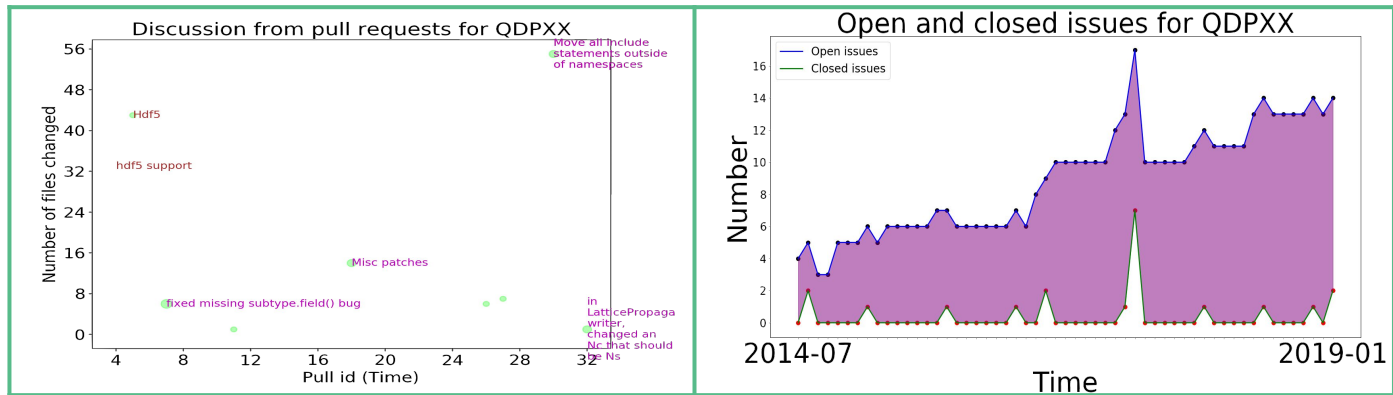 Discussion from pull requests for QDPXX
Number of files changed
56
48
40
32
24
16
8
0
Move all include
statements outside
of namespaces
Hdf5
hdf5 support
Misc patches
fixed missing subtype.field() bug
in
LatticePropaga
writer,
changed an
Nc that should
be Ns
4
8
12
16
20
24
28
32
Pull id (Time)
Open and closed issues for QDPXX
Open issues
Closed issues
Number
16
14
12
10
8
6
4
2
0
2014-07
2019-01
Time